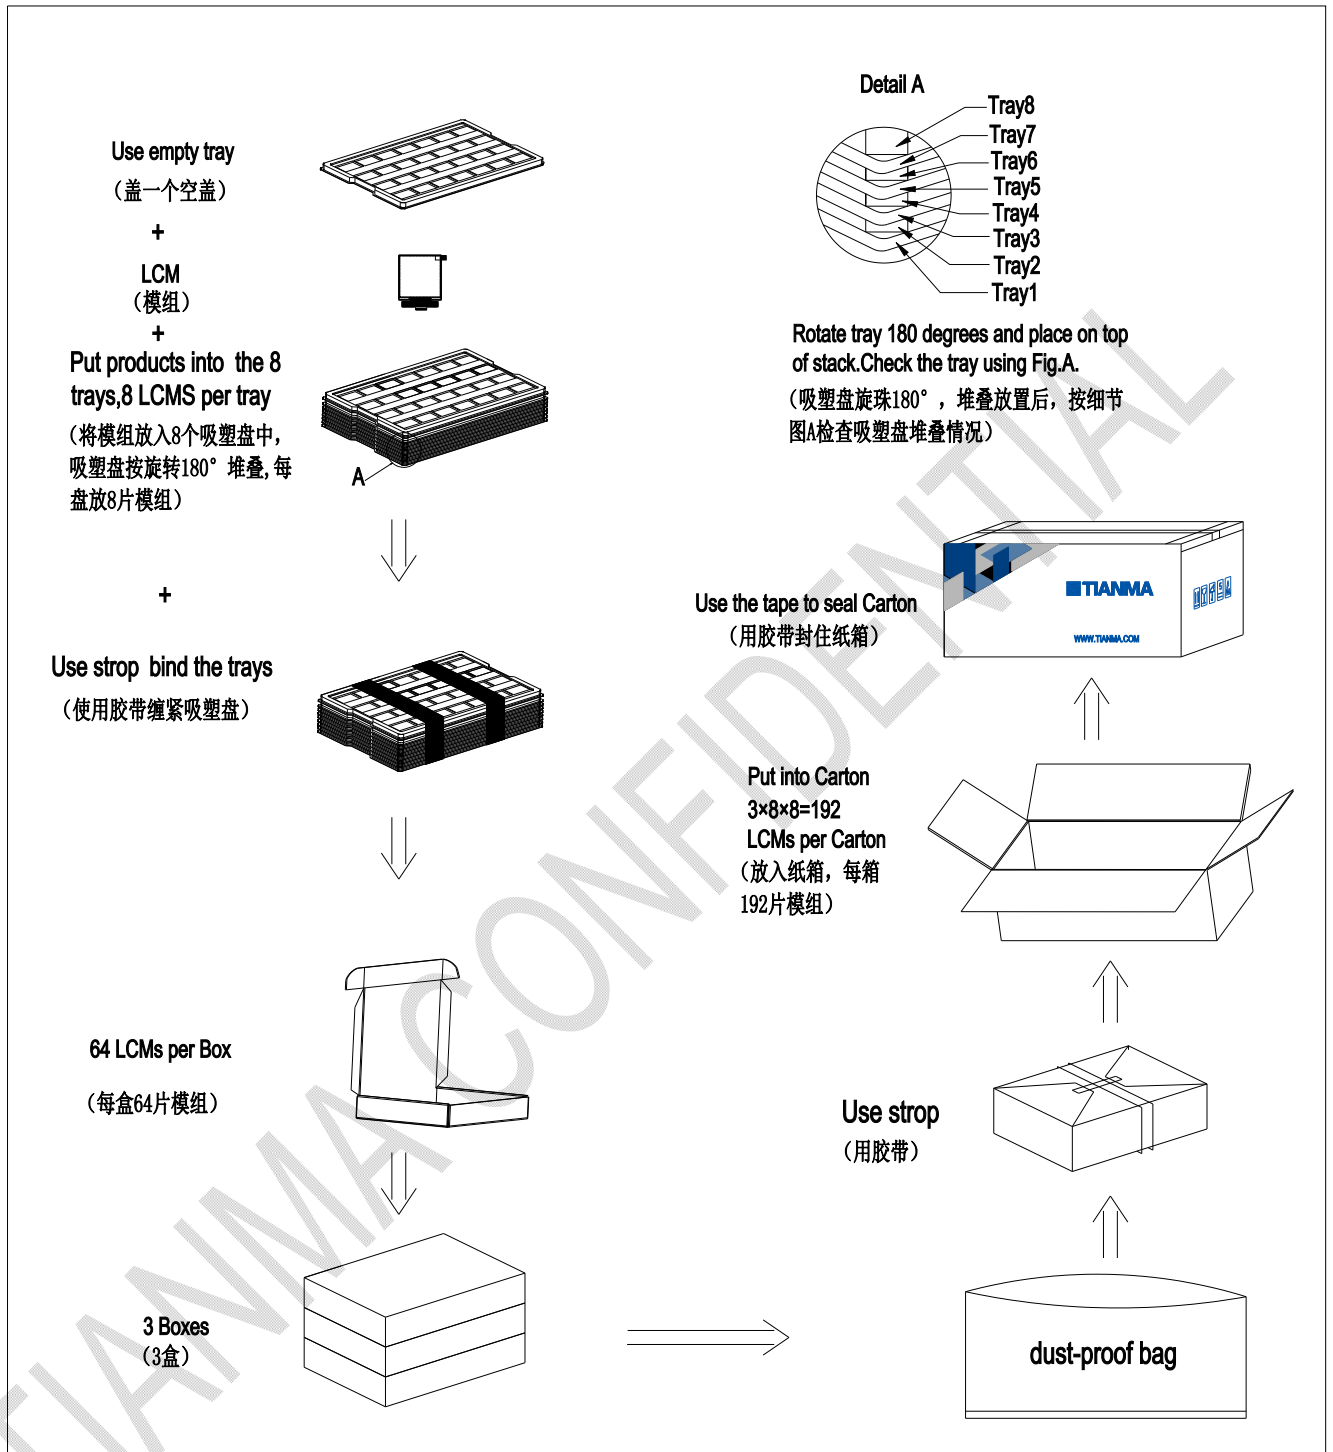 Use empty tray
（盖一个空盖）
+
LCM
（模组）
+
Put products into the 8
trays,8 LCMS per tray
（将模组放入8个吸塑盘中，
吸塑盘按旋转180° 堆叠,每
盘放8片模组）
A
+
Use strop bind the trays
（使用胶带缠紧吸塑盘）
64 LCMs per Box
（每盒64片模组）
3 Boxes
（3盒）
Detail A
Tray8
Tray7
Tray6
Tray5
Tray4
Tray3
Tray2
Tray1
Rotate tray 180 degrees and place on top
of stack.Check the tray using Fig.A.
（吸塑盘旋珠180°，堆叠放置后，按细节
图A检查吸塑盘堆叠情况）
Use the tape to seal Carton
（用胶带封住纸箱）
TIANMA
WWW.TIANMA.COM
Put into Carton
3×8×8=192
LCMs per Carton
（放入纸箱，每箱
192片模组）
Use strop
（用胶带）
dust-proof bag
TIANMA CONFIDENTIAL